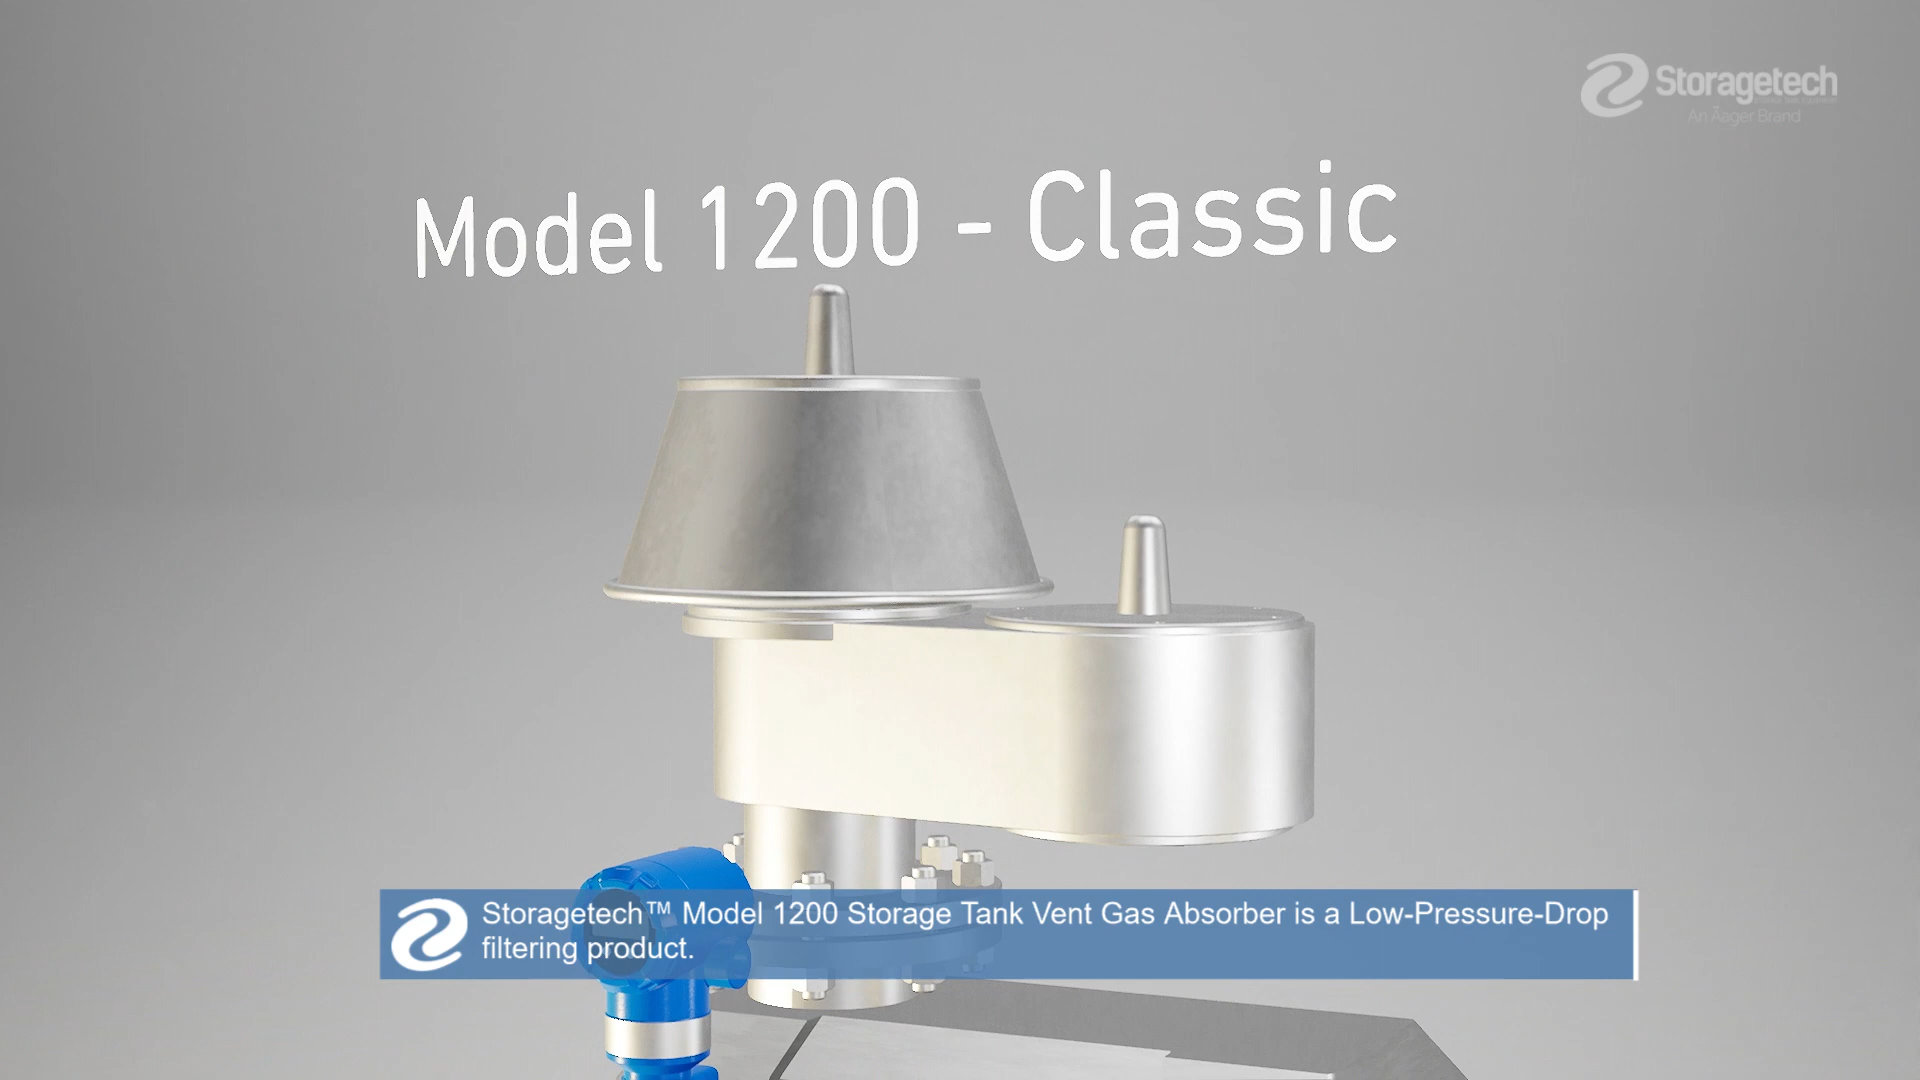 Storagetech
An Äager Brand
Model 1200 - Classic
Storagetech™ Model 1200 Storage Tank Vent Gas Absorber is a Low-Pressure-Drop
filtering product.